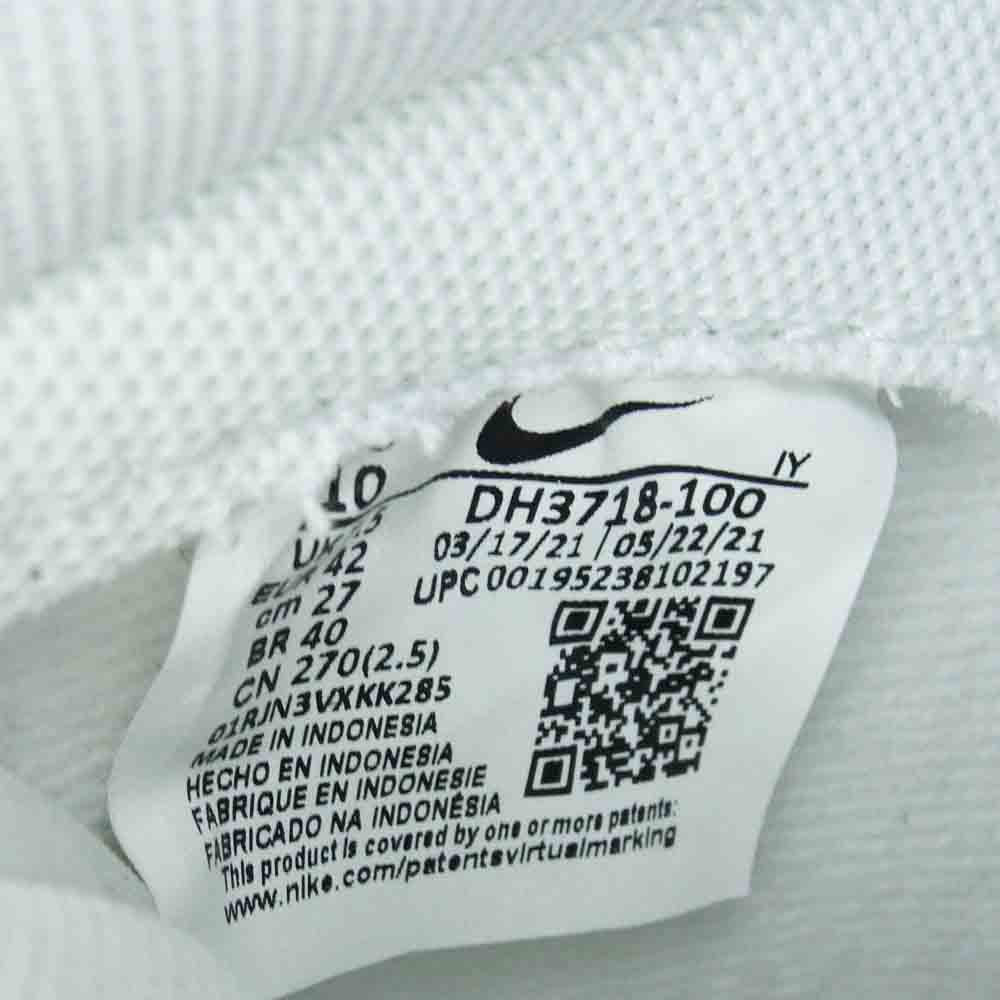 10
IY
DH3718-100
03/17/21 / 05/22/21
UPC 00195238102197
42
cm 27
BR 40
CN 270(2.5)
01RJN3VXKK285
MADE IN INDONESIA
HECHO EN INDONESIA
FABRIQUE EN INDONESIE
FABRICADO NA INDONÉSIA
This product is covered by one or more patents:
www.nike.com/patentsvirtualmarking